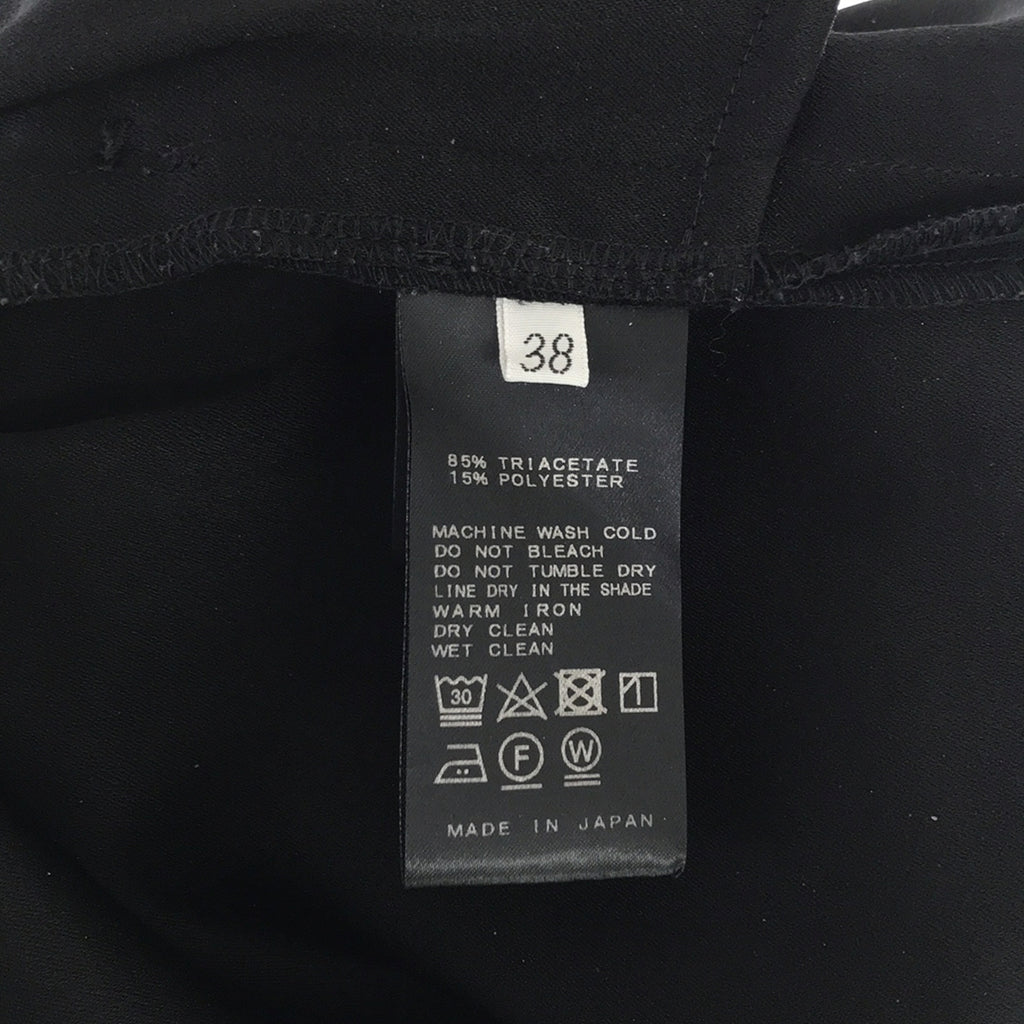 38
85% TRIACETATE
15% POLYESTER
MACHINE WASH COLD
DO NOT BLEACH
DO NOT TUMBLE DRY
LINE DRY IN THE SHADE
WARM IRON
DRY CLEAN
WET CLEAN
30
F W
MADE IN JAPAN